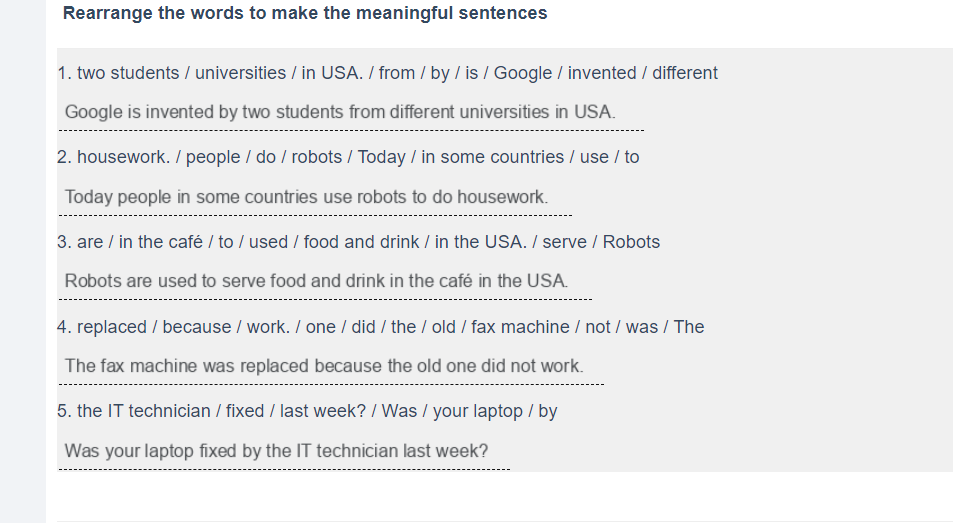 Rearrange the words to make the meaningful sentences
1. two students / universities / in USA. / from / by / is / Google / invented / different
Google is invented by two students from different universities in USA.
2. housework. / people / do / robots / Today / in some countries / use / to
Today people in some countries use robots to do housework.
3. are / in the café / to / used / food and drink / in the USA. / serve / Robots
Robots are used to serve food and drink in the café in the USA.
4. replaced / because / work. / one / did / the / old / fax machine / not / was / The
The fax machine was replaced because the old one did not work.
5. the IT technician / fixed / last week? / Was / your laptop / by
Was your laptop fixed by the IT technician last week?